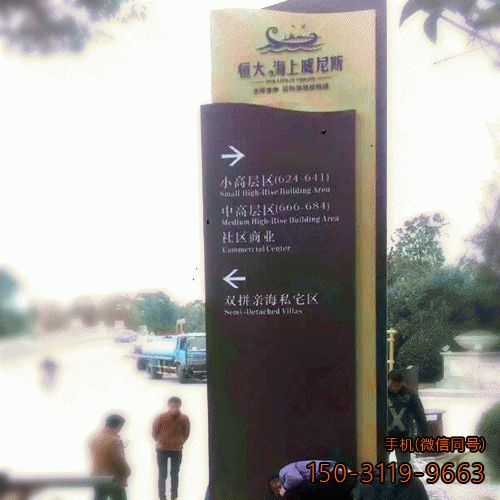 恒大海上威尼斯
小高层区(624-641)
Small High-Rise Building Area
中高层区(666-684)
Medium High-Rise Building Area
社区商业
Commercial Center
双拼亲海私宅区
Semi-Detached Villas
手机(微信同号)
150-3119-9663